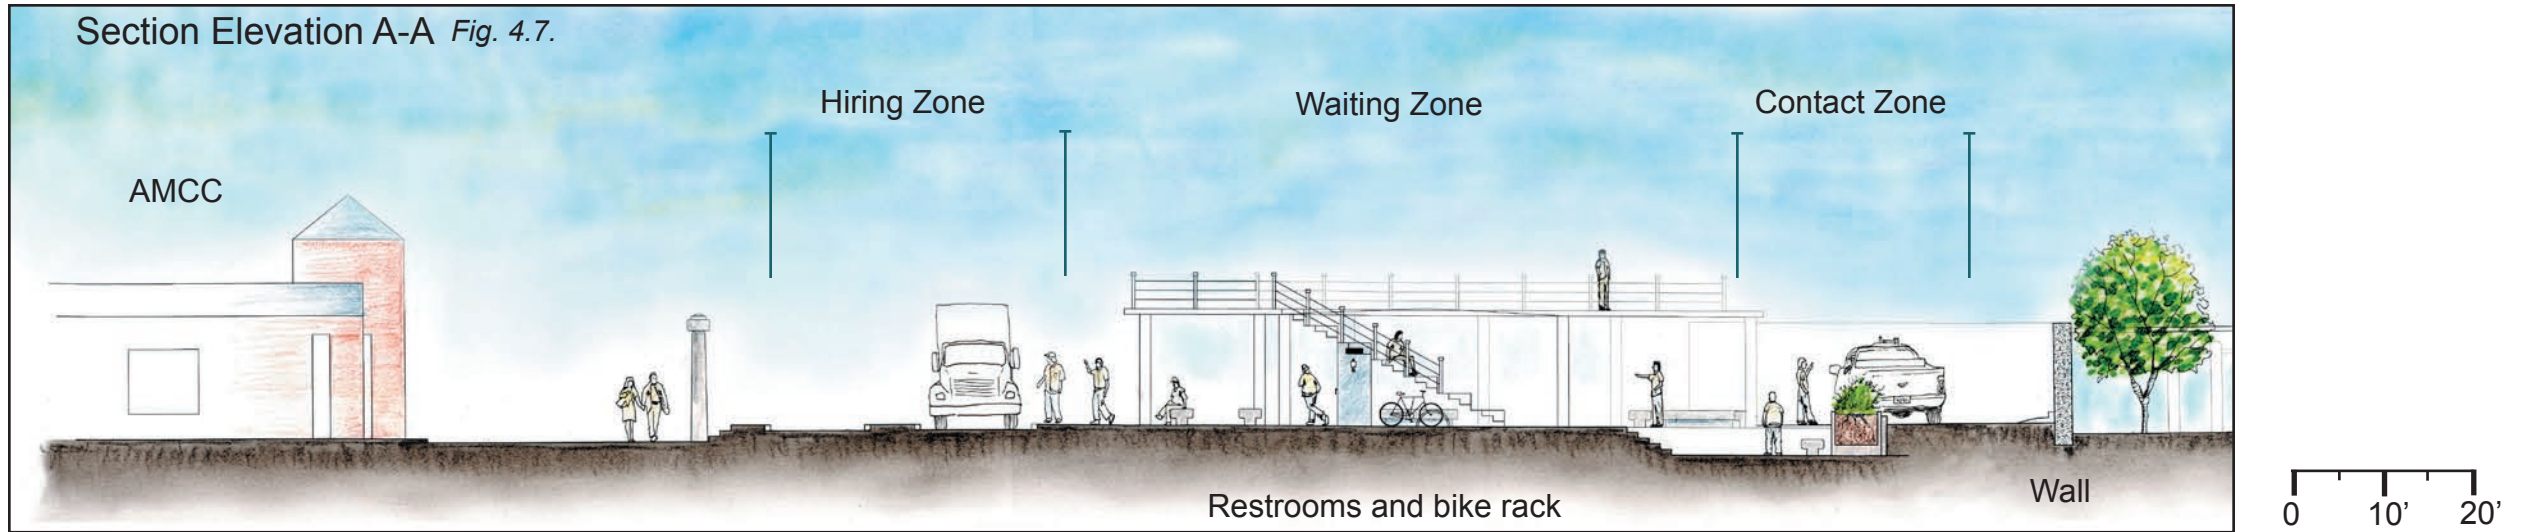 Section Elevation A-A Fig. 4.7.
Hiring Zone
Waiting Zone
Contact Zone
AMCC
Restrooms and bike rack
Wall
0 10’ 20’